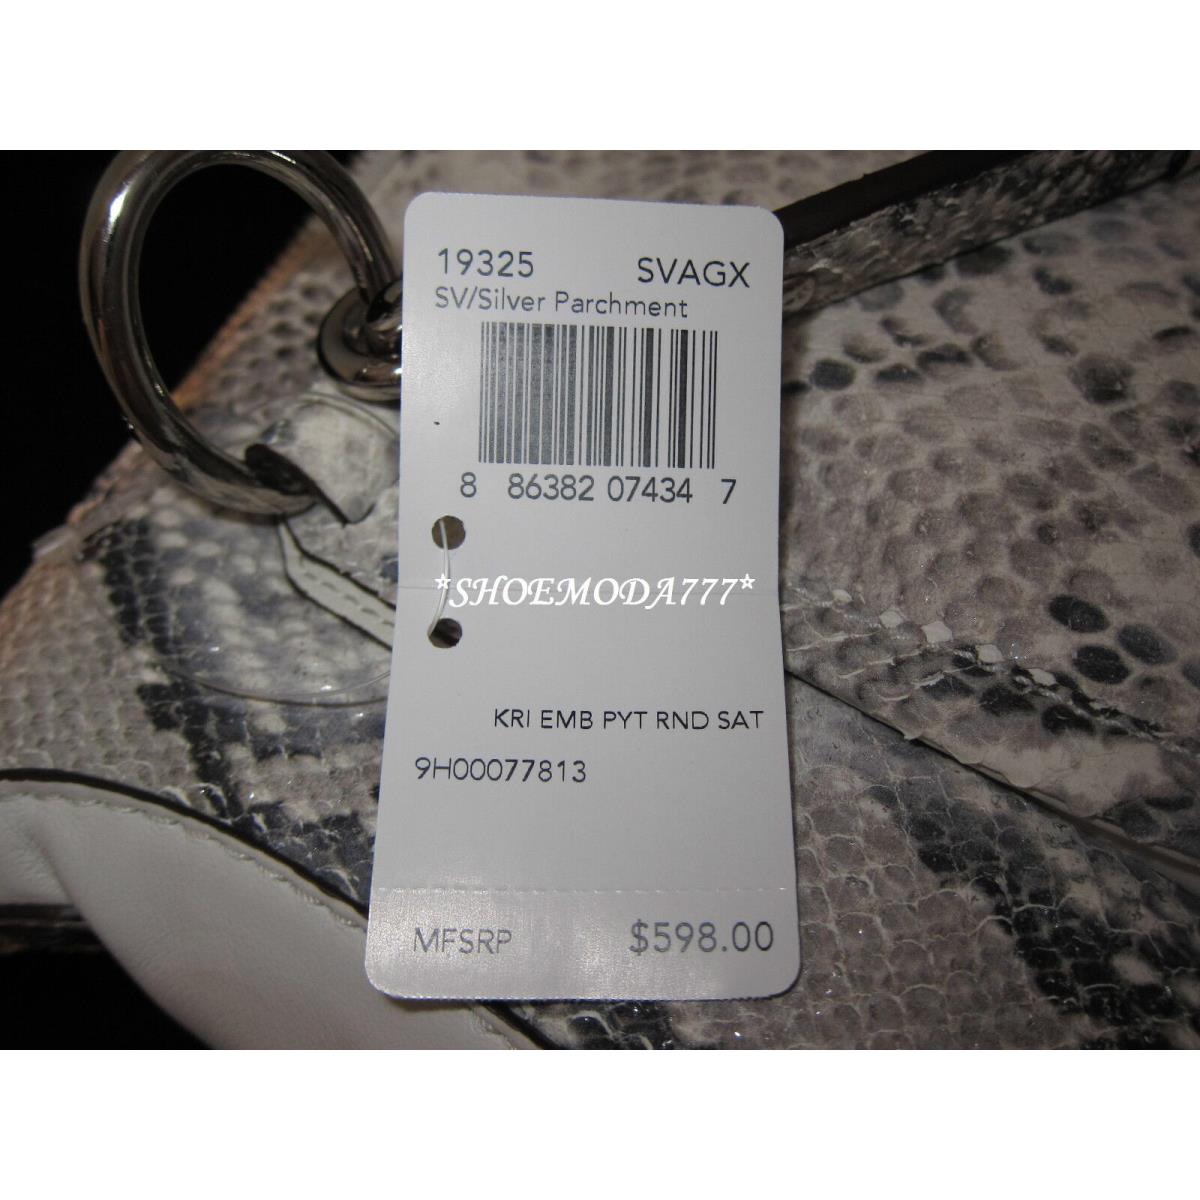 19325 SVAGX
SV/Silver Parchment
8 86382 07434 7
*SHOEMODA777*
KRI EMB PYT RND SAT
9H00077813
MFSRP $598.00